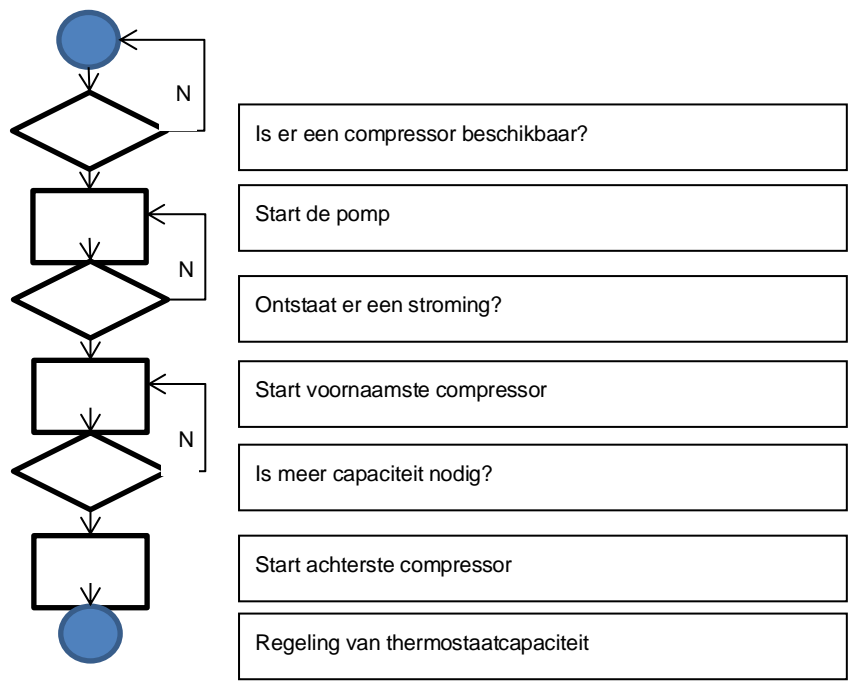 N
Is er een compressor beschikbaar?
Start de pomp
N
Ontstaat er een stroming?
Start voornaamste compressor
N
Is meer capaciteit nodig?
Start achterste compressor
Regeling van thermostaatcapaciteit